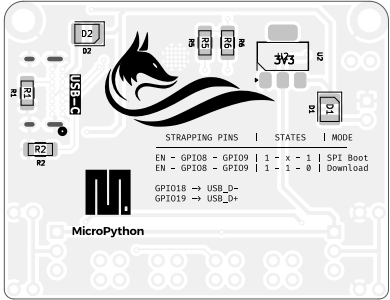 D2
D2
R5
R5
R6
R6
U2
3V3
U2
R1
R1
USB-C
D1
D1
R2
R2
STRAPPING PINS | STATES | MODE
EN - GPIO8 - GPIO9 | 1 - x - 1 | SPI Boot
EN - GPIO8 - GPIO9 | 1 - 1 - 0 | Download
GPIO18 → USB_D-
GPIO19 → USB_D+
MicroPython